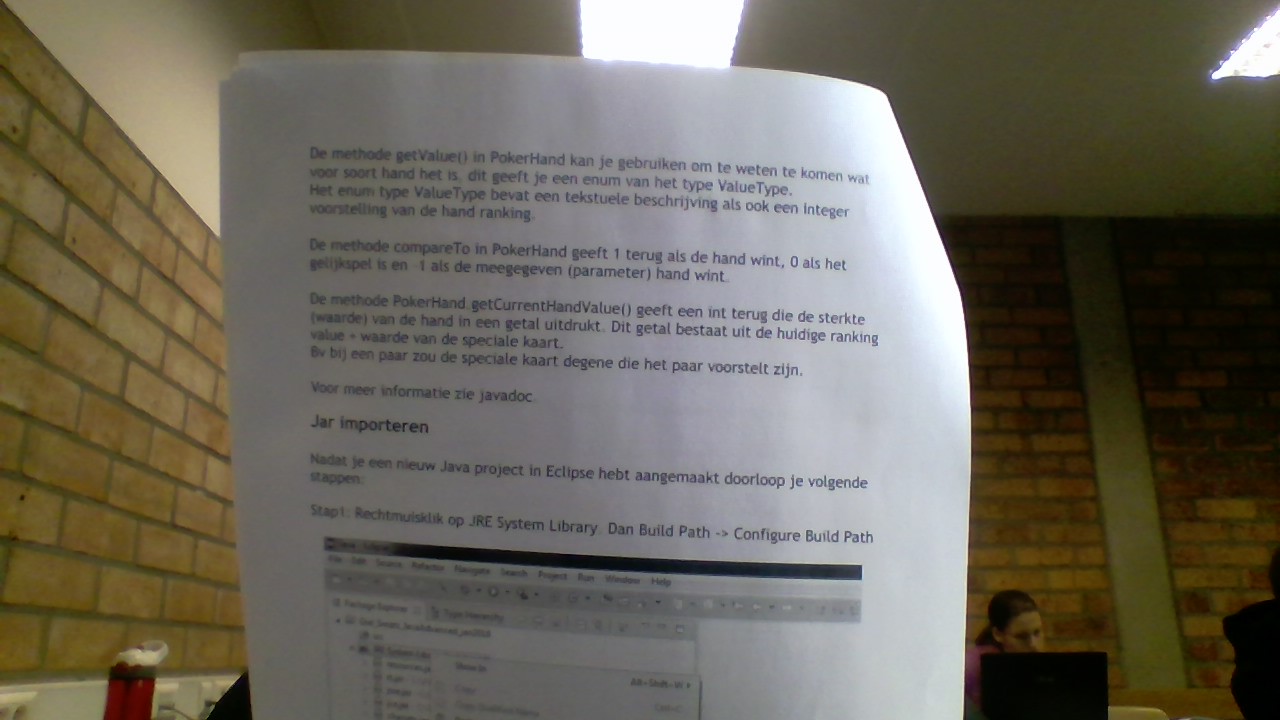 De methode getValue() in PokerHand kan je gebruiken om te weten te komen wat
voor soort hand het is, dit geeft je een enum van het type ValueType.
Het enum type ValueType bevat een tekstuele beschrijving als ook een integer
voorstelling van de hand ranking.
De methode compareTo in PokerHand geeft 1 terug als de hand wint, 0 als het
gelijkspel is en -1 als de meegegeven (parameter) hand wint.
De methode PokerHand.getCurrentHandValue() geeft een int terug die de sterkte
(waarde) van de hand in een getal uitdrukt. Dit getal bestaat uit de huidige ranking
value + waarde van de speciale kaart.
Bv bij een paar zou de speciale kaart degene die het paar voorstelt zijn.
Voor meer informatie zie javadoc.
Jar importeren
Nadat je een nieuw Java project in Eclipse hebt aangemaakt doorloop je volgende
stappen:
Stap1: Rechtmuisklik op JRE System Library. Dan Build Path -> Configure Build Path
File Edit Source Refactor Navigate Search Project Run Window Help
Package Explorer Type Hierarchy
src
Show In Alt+Shift+W
Copy Ctrl+C
Copy Qualified Name